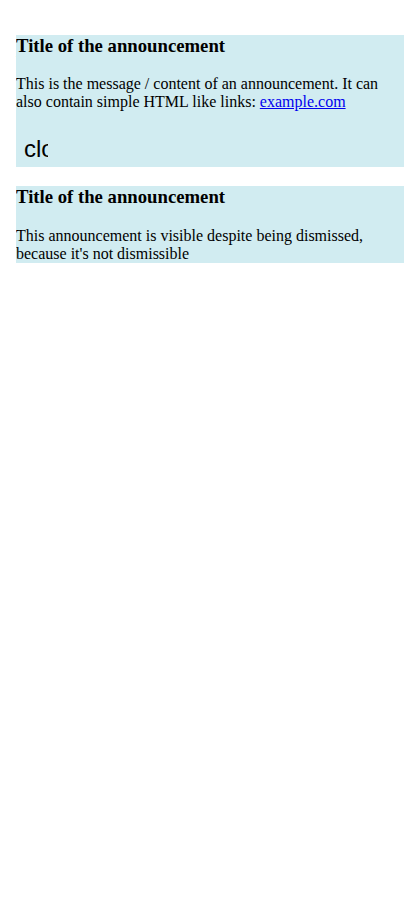 Title of the announcement
This is the message / content of an announcement. It can
also contain simple HTML like links: example.com
clo
Title of the announcement
This announcement is visible despite being dismissed,
because it's not dismissible